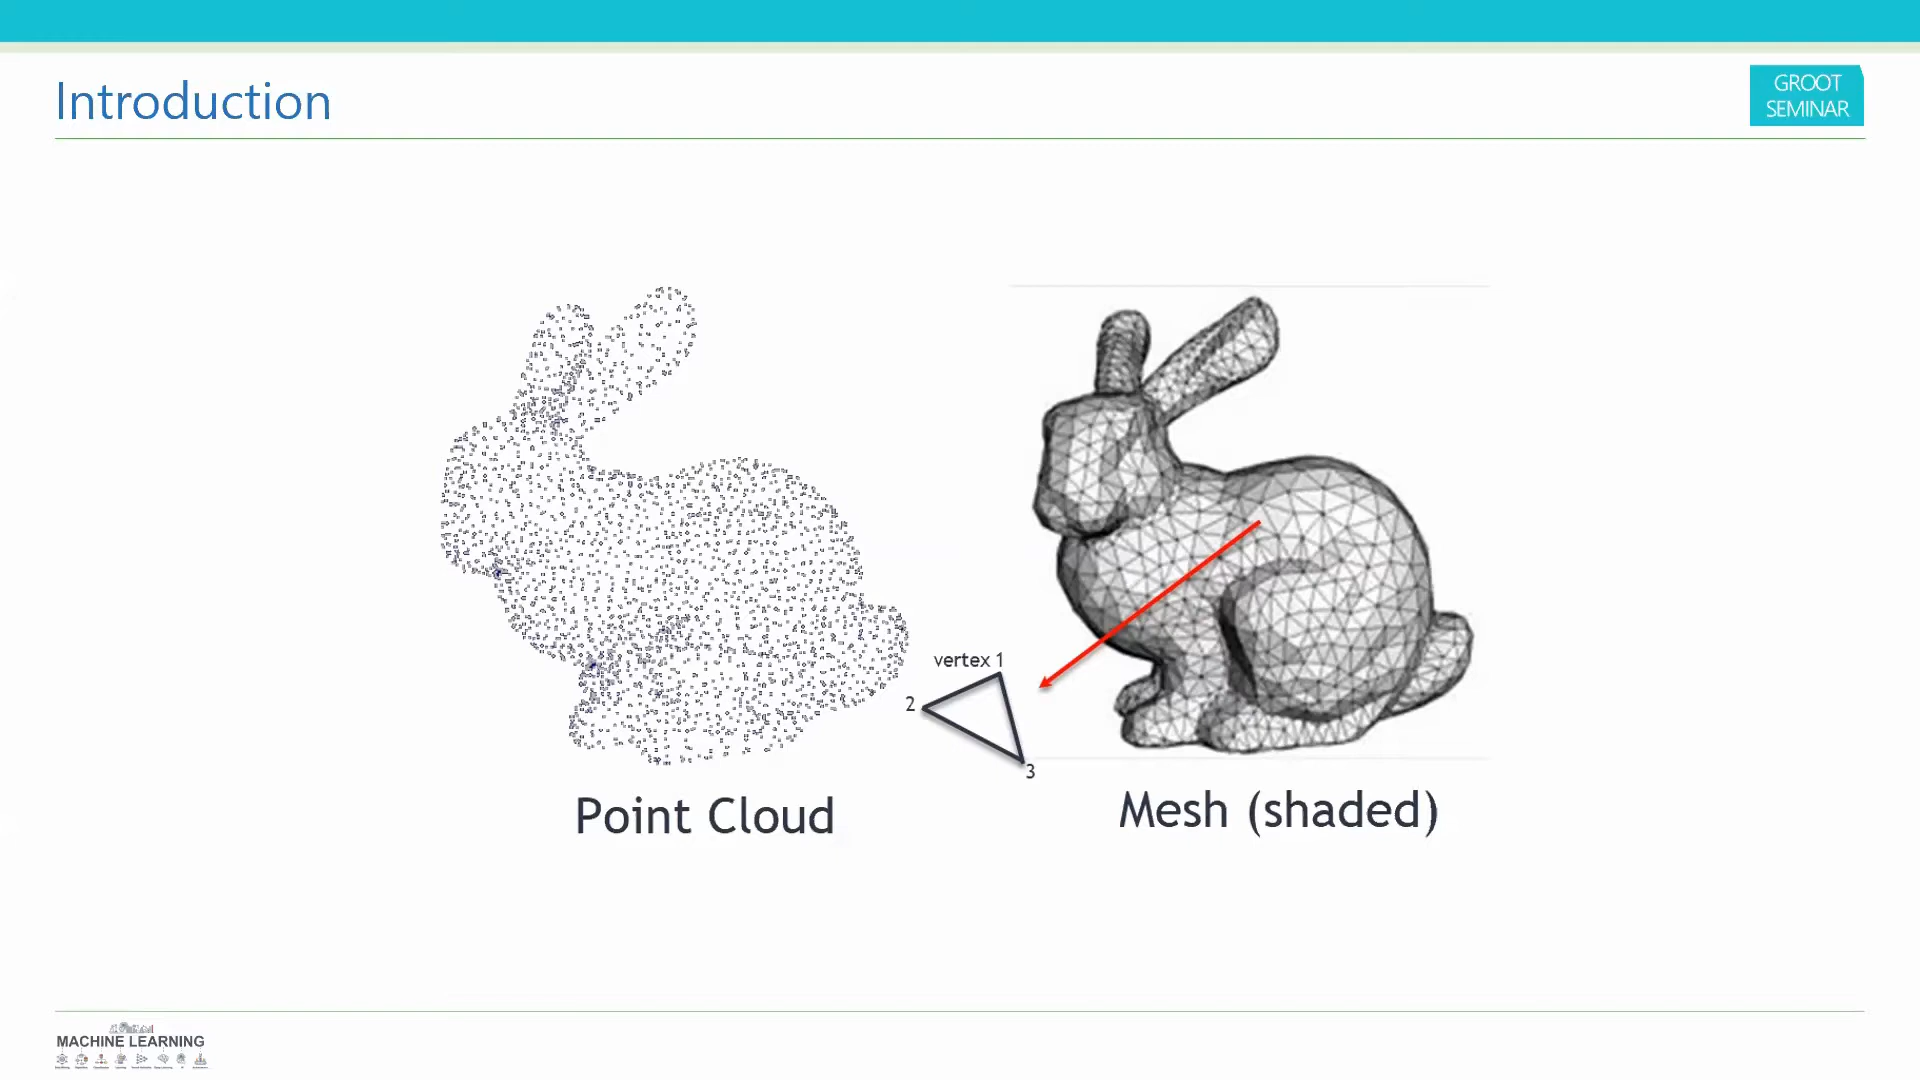 Introduction
GROOT
SEMINAR
vertex 1
2
3
Point Cloud
Mesh (shaded)
MACHINE LEARNING